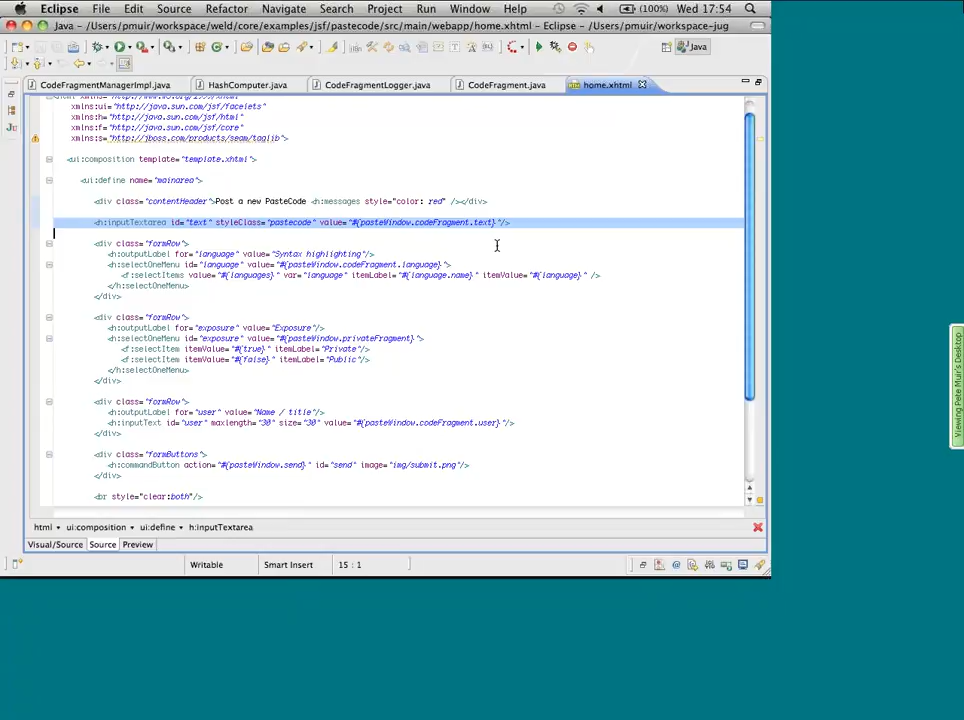 Eclipse File Edit Source Refactor Navigate Search Project Run Window Help (100%) Wed 17:54
Java - /Users/pmuir/workspace/weld/core/examples/jsf/pastecode/src/main/webapp/home.xhtml - Eclipse - /Users/pmuir/workspace-jug
Java
CodeFragmentManagerImpl.java HashComputer.java CodeFragmentLogger.java CodeFragment.java home.xhtml
xmlns:ui="http://java.sun.com/jsf/facelets"
xmlns:h="http://java.sun.com/jsf/html"
xmlns:f="http://java.sun.com/jsf/core"
xmlns:s="http://jboss.com/products/seam/taglib">
<ui:composition template="template.xhtml">
<ui:define name="mainarea">
<div class="contentHeader">Post a new PasteCode <h:messages style="color: red" /></div>
<h:inputTextarea id="text" styleClass="pastecode" value="#{pasteWindow.codeFragment.text}"/>
<div class="formRow">
<h:outputLabel for="language" value="Syntax highlighting"/>
<h:selectOneMenu id="language" value="#{pasteWindow.codeFragment.language}">
<f:selectItems value="#{languages}" var="language" itemLabel="#{language.name}" itemValue="#{language}" />
</h:selectOneMenu>
</div>
<div class="formRow">
<h:outputLabel for="exposure" value="Exposure"/>
<h:selectOneMenu id="exposure" value="#{pasteWindow.privateFragment}">
<f:selectItem itemValue="#{true}" itemLabel="Private"/>
<f:selectItem itemValue="#{false}" itemLabel="Public"/>
</h:selectOneMenu>
</div>
<div class="formRow">
<h:outputLabel for="user" value="Name / title"/>
<h:inputText id="user" maxlength="30" size="30" value="#{pasteWindow.codeFragment.user}"/>
</div>
<div class="formButtons">
<h:commandButton action="#{pasteWindow.send}" id="send" image="img/submit.png"/>
</div>
<br style="clear:both"/>
html ui:composition ui:define h:inputTextarea
Visual/Source Source Preview
Writable Smart Insert 15 : 1
Viewing Pete Muir's Desktop